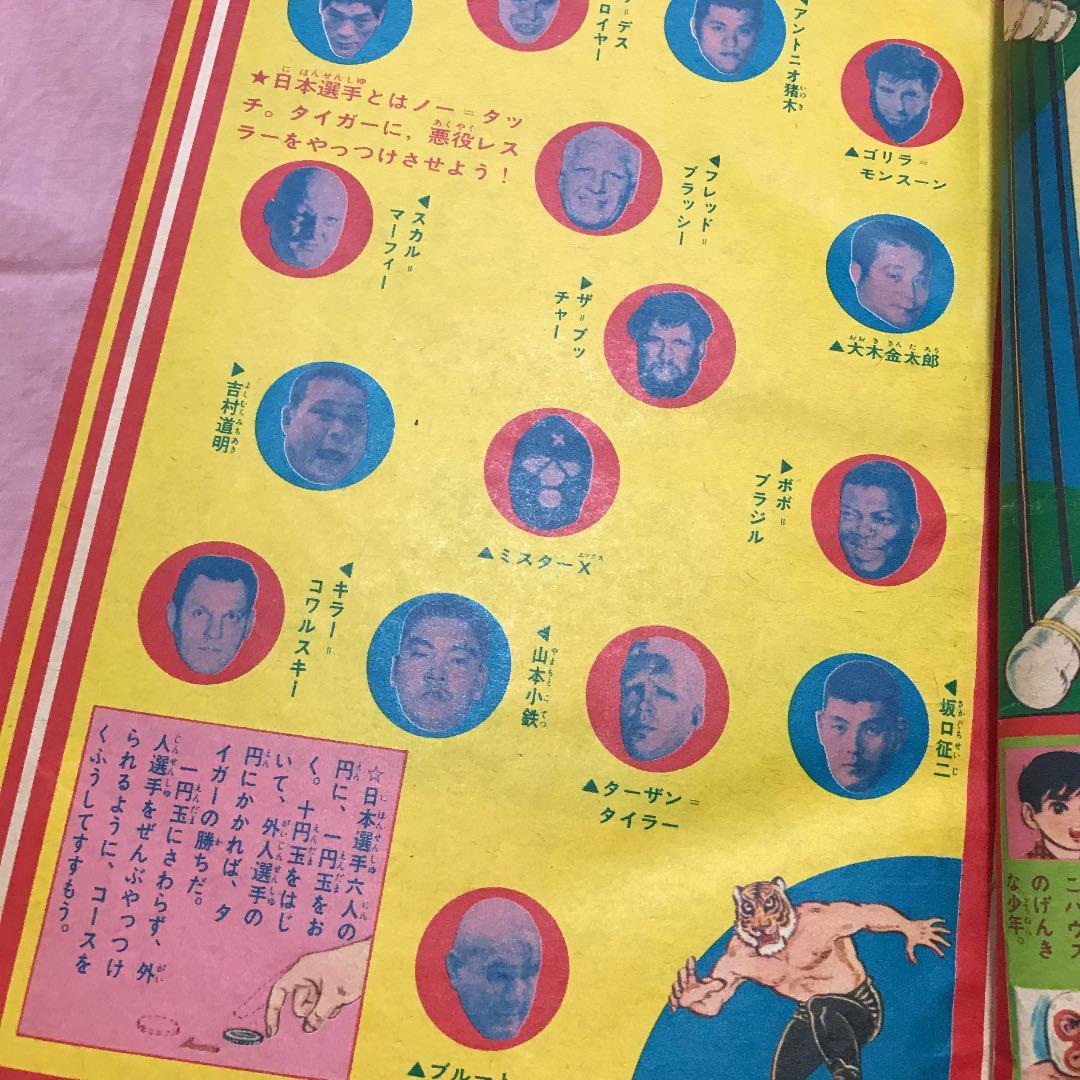 ザ＝デス
ロイヤー
▲アントニオ猪木
▲ゴリラ＝
モンスーン
★日本選手とはノー＝タッ
チ。タイガーに，悪役レス
ラーをやっつけさせよう！
▲フレッド＝
ブラッシー
▲スカル＝
マーフィー
▲ザ＝ブッ
チャー
▲大木金太郎
▲吉村道明
▲ミスターX
▲ボボ＝
ブラジル
▲キラー＝
コワルスキー
▲山本小鉄
▲ターザン＝
タイラー
▲坂口征二
☆日本選手六人の
円に、一円玉をお
く。十円玉をはじ
いて、外人選手の
円にかかれば、タ
イガーの勝ちだ。
一円玉にさわらず、外
人選手をぜんぶやっつけ
られるように、コースを
くふうしてすすもう。
▲ブルート
のげんき
な少年。